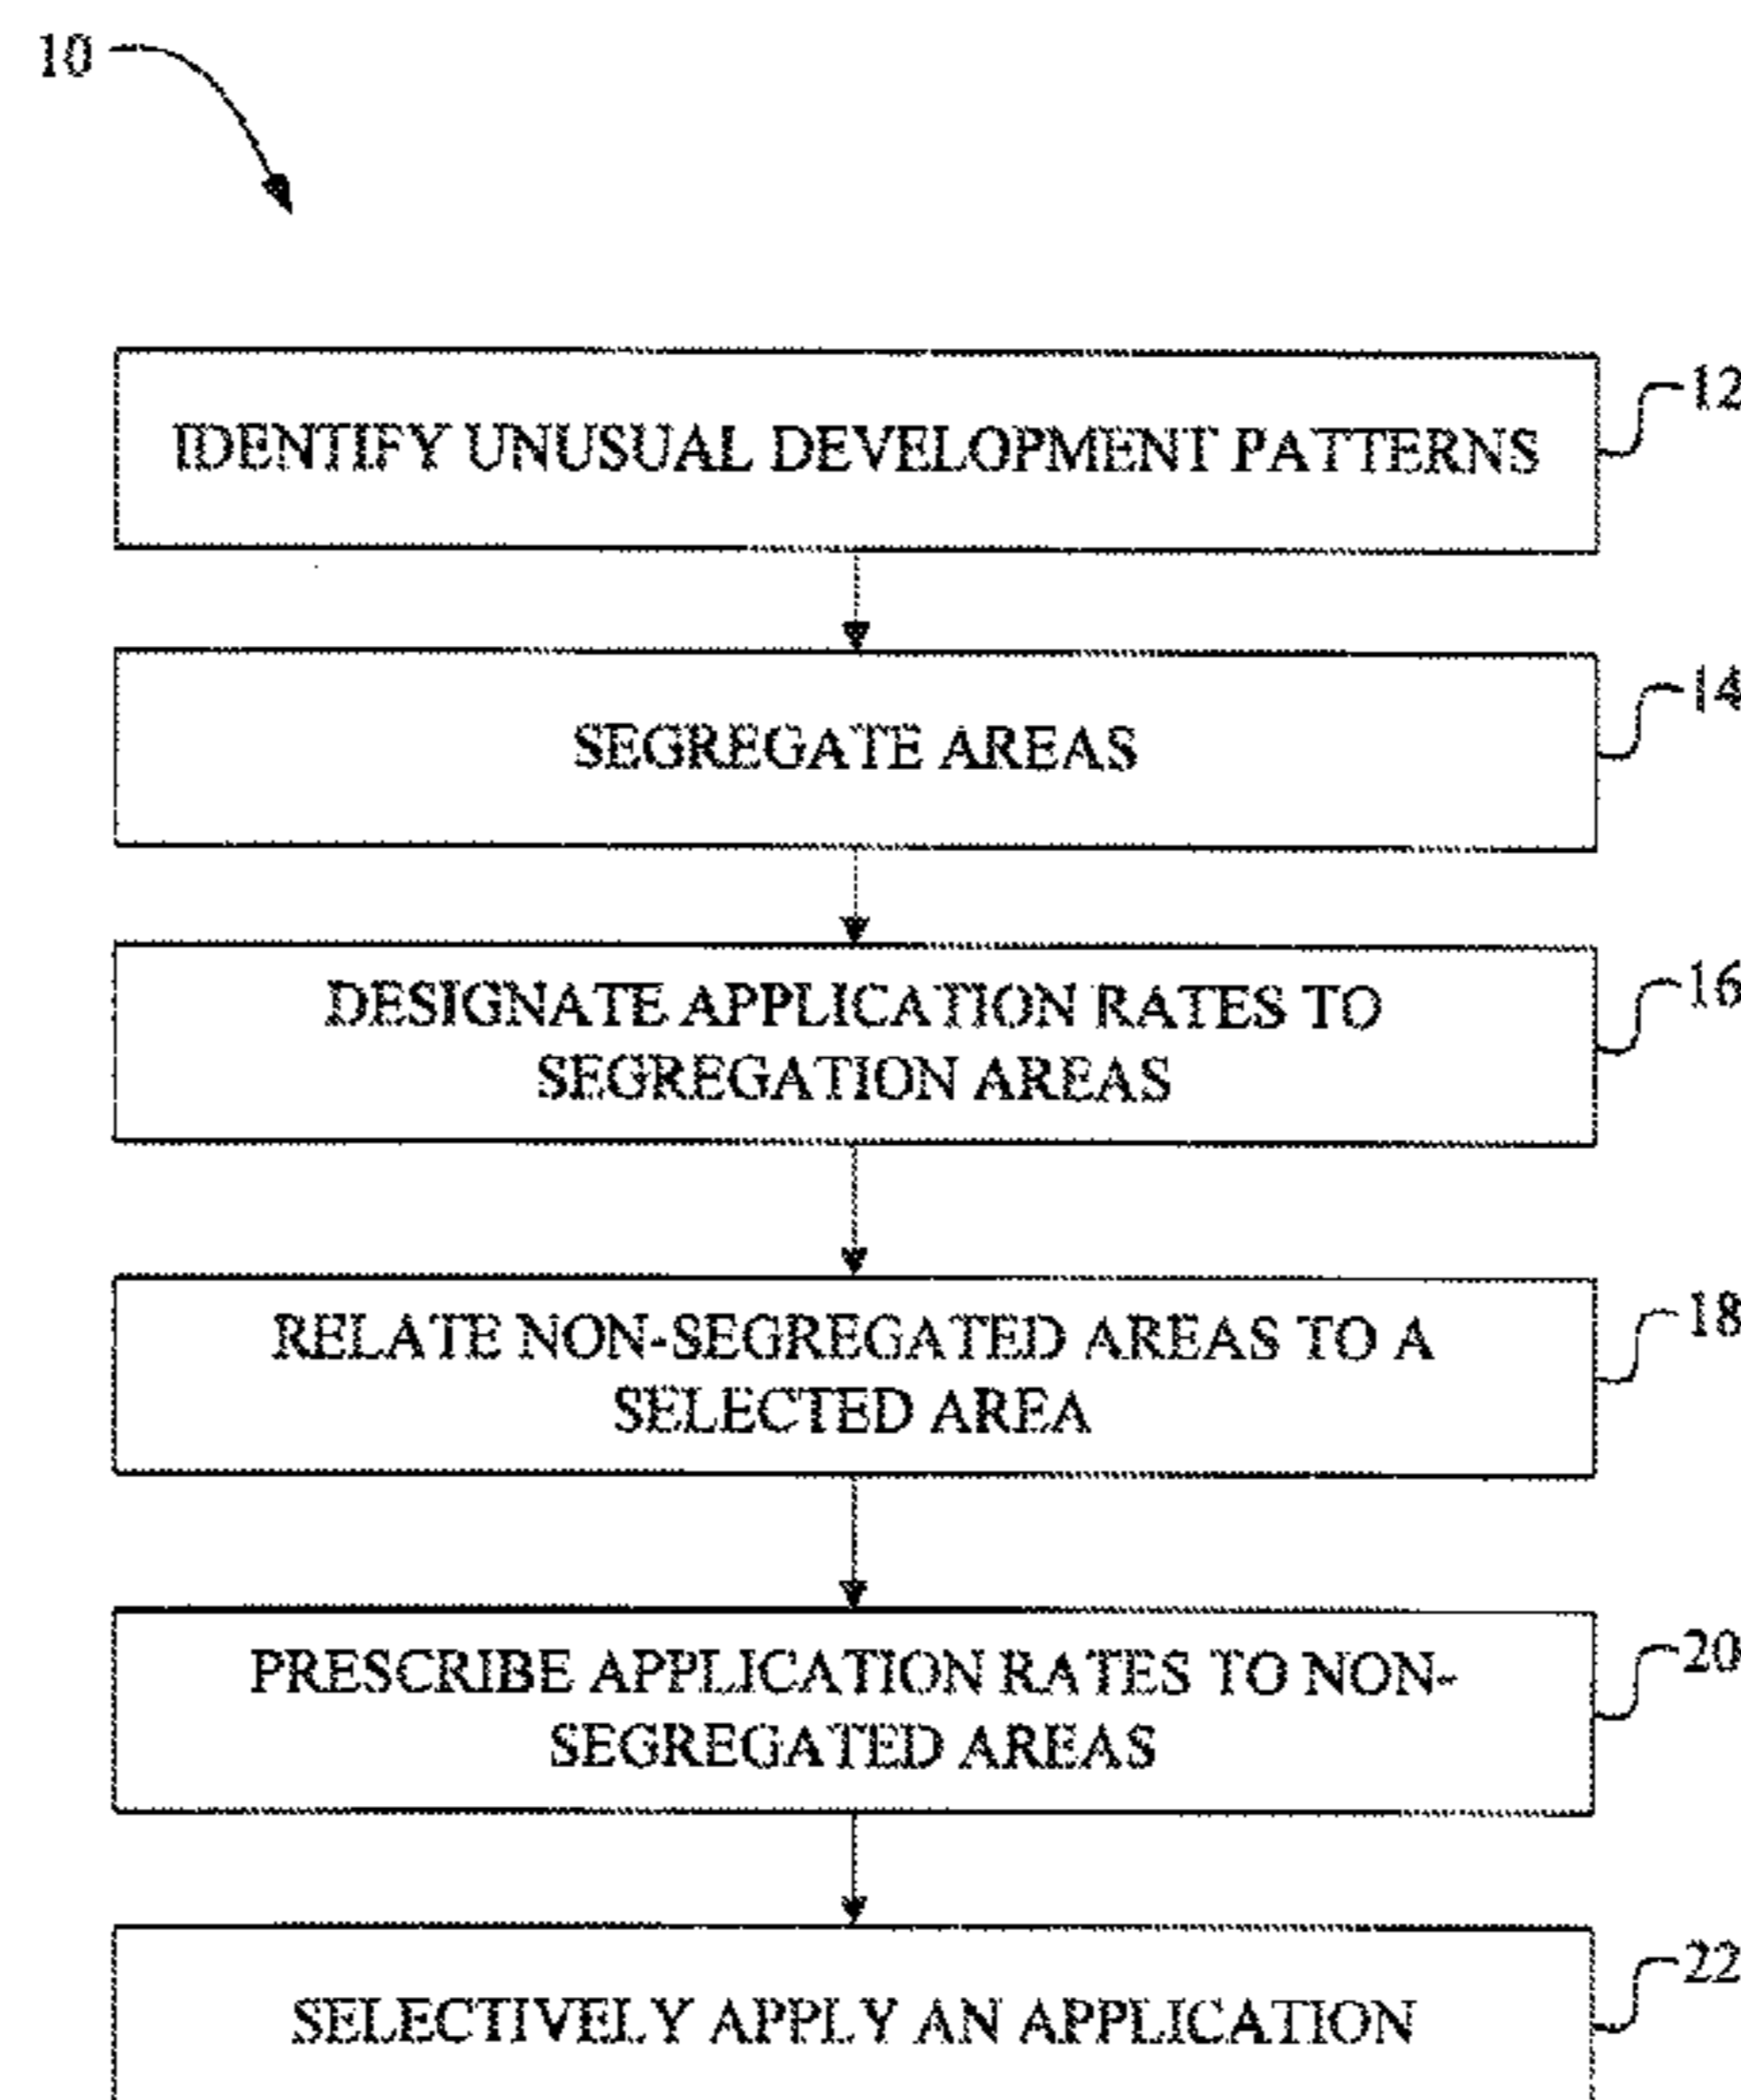 10
IDENTIFY UNUSUAL DEVELOPMENT PATTERNS
12
SEGREGATE AREAS
14
DESIGNATE APPLICATION RATES TO
SEGREGATION AREAS
16
RELATE NON-SEGREGATED AREAS TO A
SELECTED AREA
18
PRESCRIBE APPLICATION RATES TO NON-
SEGREGATED AREAS
20
SELECTIVELY APPLY AN APPLICATION
22